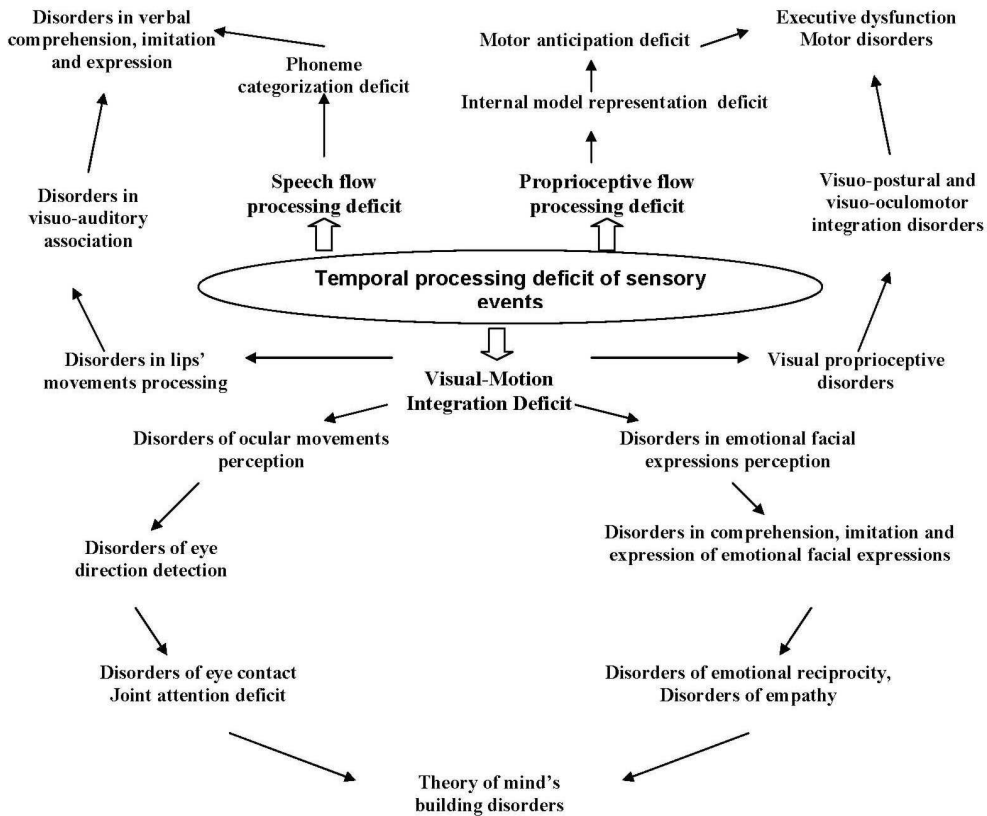 Disorders in verbal
comprehension, imitation
and expression
Phoneme
categorization deficit
Motor anticipation deficit
Executive dysfunction
Motor disorders
Internal model representation deficit
Disorders in
visuo-auditory
association
Speech flow
processing deficit
Proprioceptive flow
processing deficit
Visuo-postural and
visuo-oculomotor
integration disorders
Temporal processing deficit of sensory
events
Disorders in lips’
movements processing
Visual-Motion
Integration Deficit
Visual proprioceptive
disorders
Disorders of ocular movements
perception
Disorders in emotional facial
expressions perception
Disorders of eye
direction detection
Disorders in comprehension, imitation and
expression of emotional facial expressions
Disorders of eye contact
Joint attention deficit
Disorders of emotional reciprocity,
Disorders of empathy
Theory of mind’s
building disorders